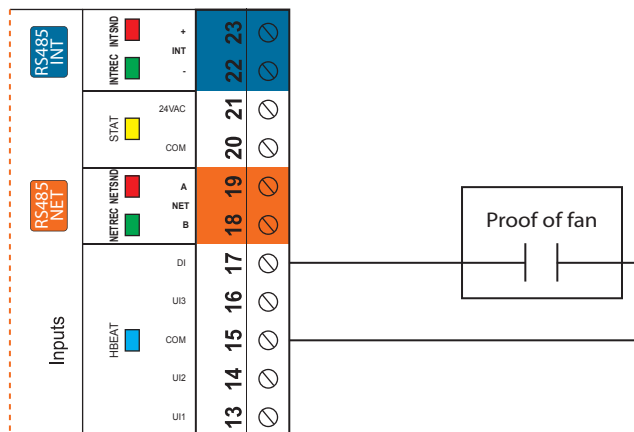 RS485
INT
INTREC INTSND
+
INT
-
23
22
STAT
24VAC
COM
21
20
RS485
NET
NETREC NETSND
A
NET
B
19
18
Proof of fan
Inputs
HBEAT
DI
17
UI3
16
COM
15
UI2
14
UI1
13